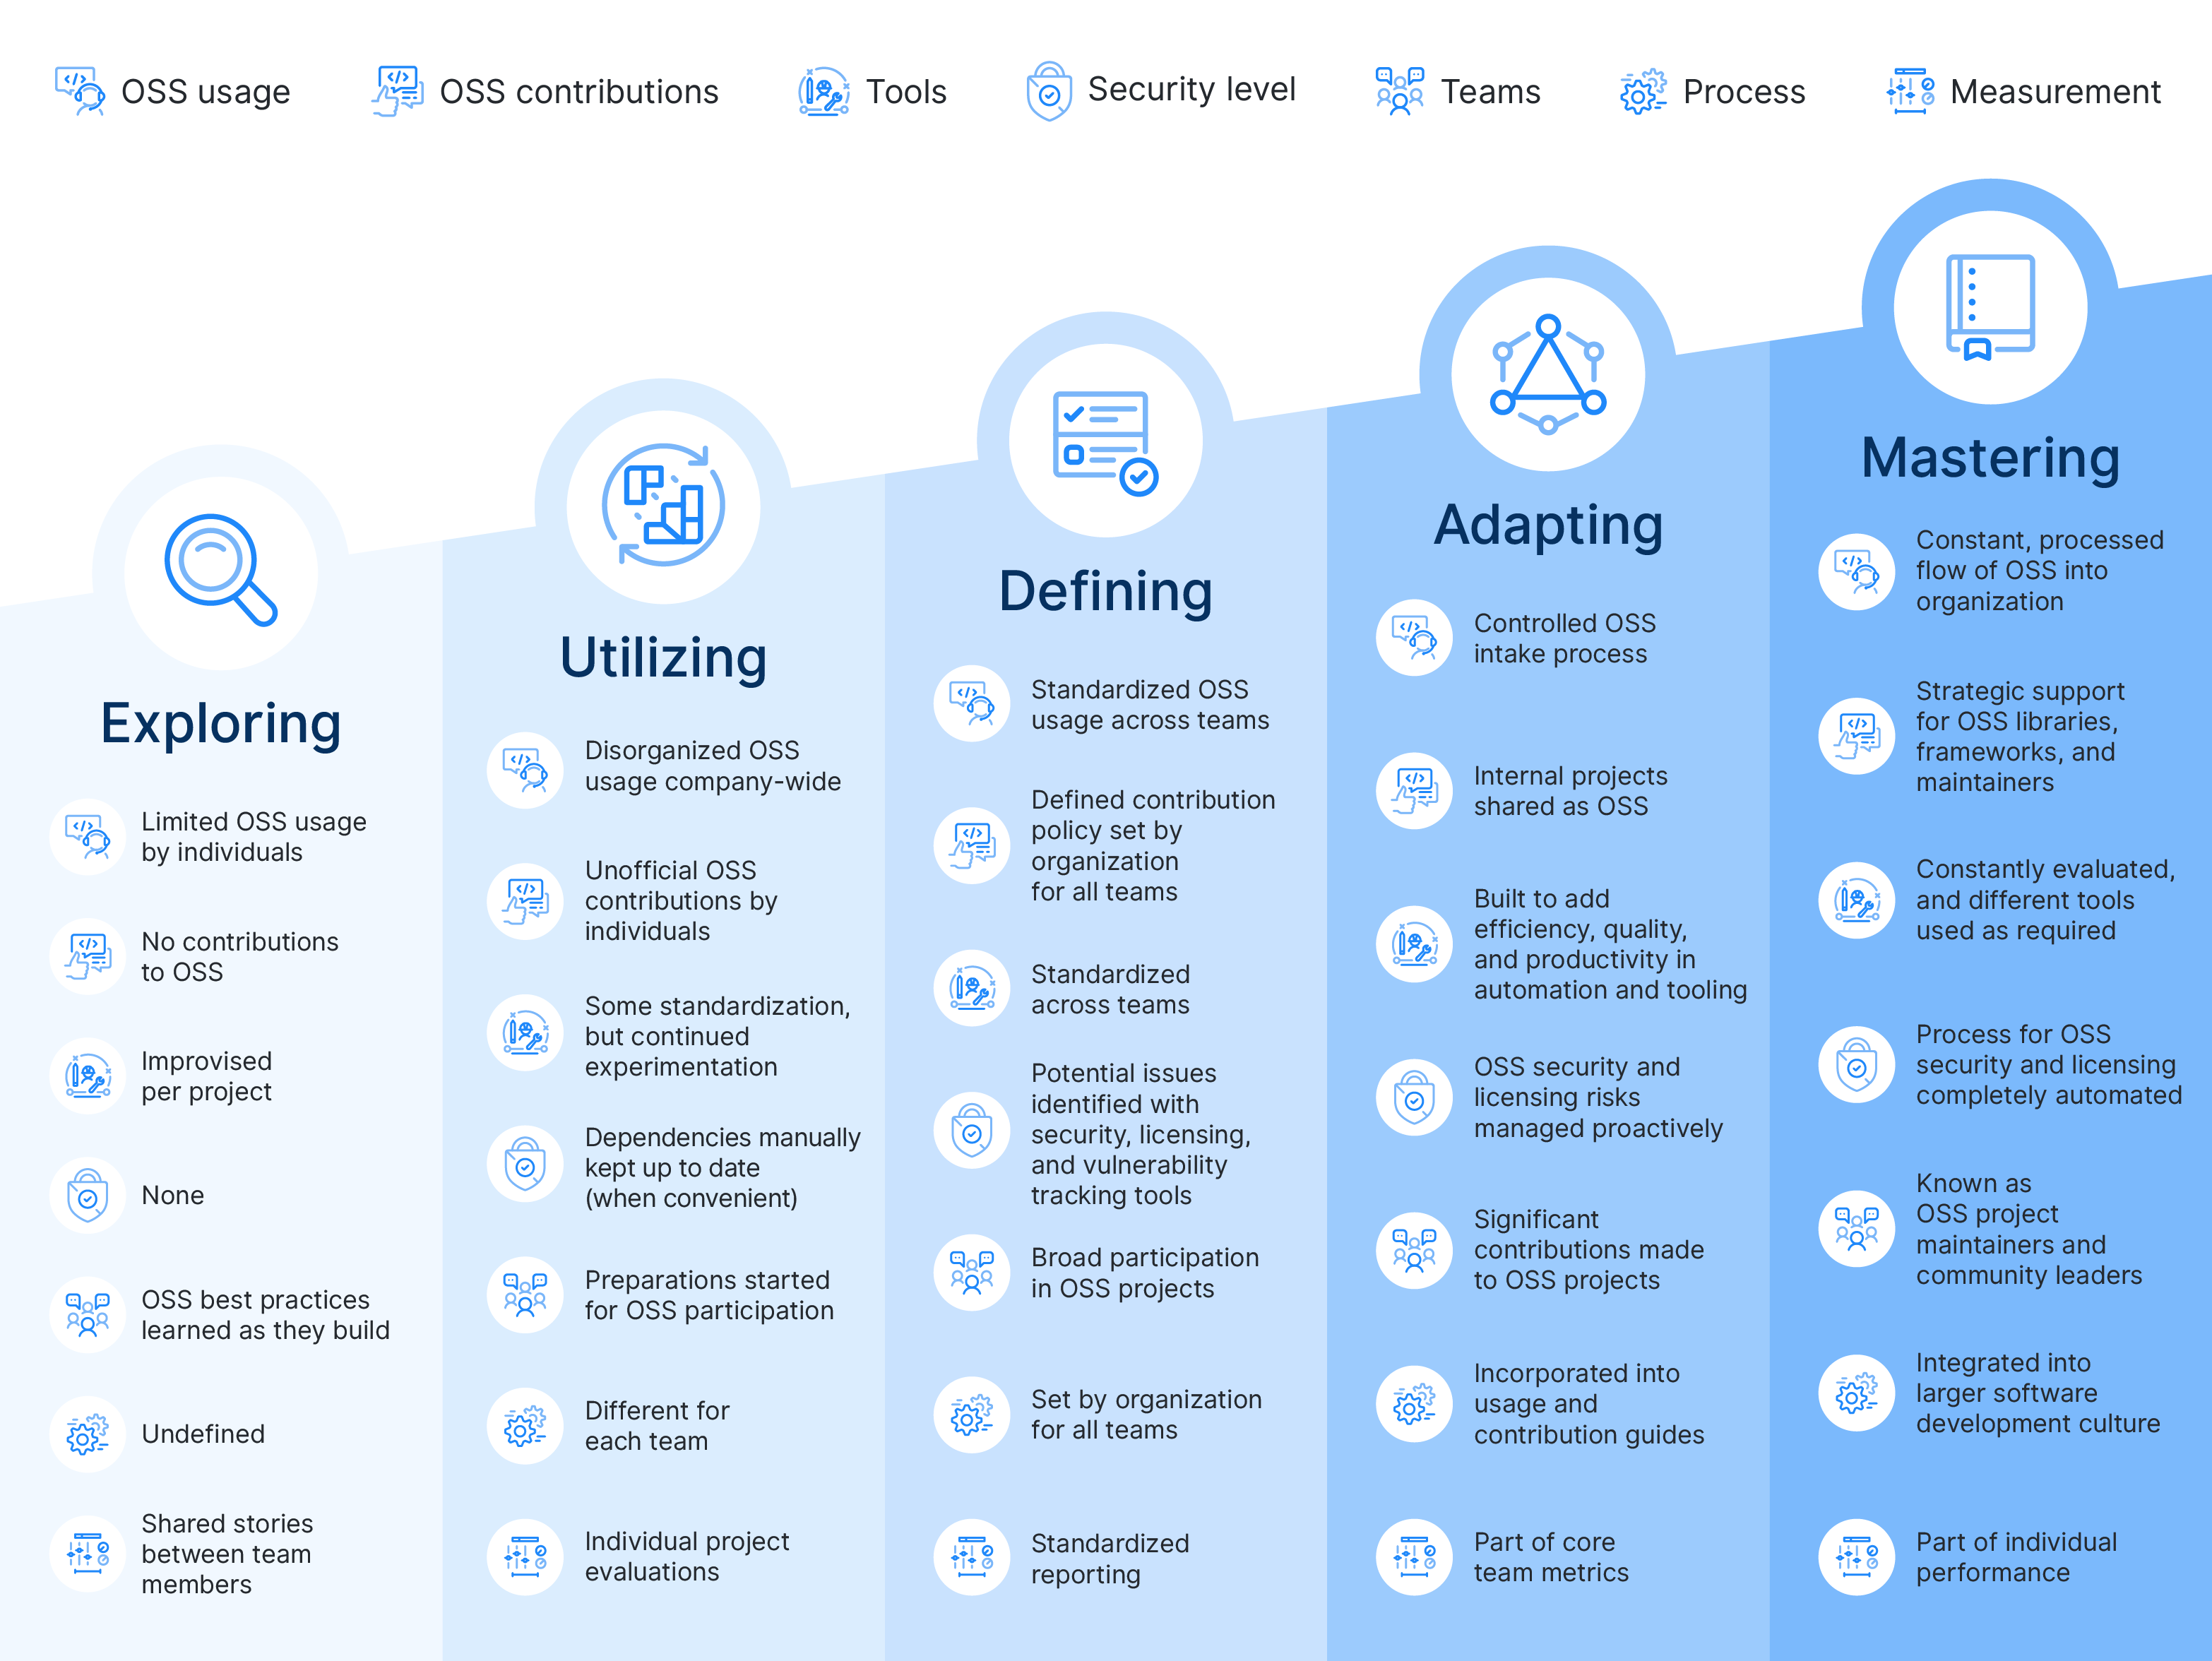 OSS usage
OSS contributions
Tools
Security level
Teams
Process
Measurement
Exploring
Limited OSS usage
by individuals
No contributions
to OSS
Improvised
per project
None
OSS best practices
learned as they build
Undefined
Shared stories
between team
members
Utilizing
Disorganized OSS
usage company-wide
Unofficial OSS
contributions by
individuals
Some standardization,
but continued
experimentation
Dependencies manually
kept up to date
(when convenient)
Preparations started
for OSS participation
Different for
each team
Individual project
evaluations
Defining
Standardized OSS
usage across teams
Defined contribution
policy set by
organization
for all teams
Standardized
across teams
Potential issues
identified with
security, licensing,
and vulnerability
tracking tools
Broad participation
in OSS projects
Set by organization
for all teams
Standardized
reporting
Adapting
Controlled OSS
intake process
Internal projects
shared as OSS
Built to add
efficiency, quality,
and productivity in
automation and tooling
OSS security and
licensing risks
managed proactively
Significant
contributions made
to OSS projects
Incorporated into
usage and
contribution guides
Part of core
team metrics
Mastering
Constant, processed
flow of OSS into
organization
Strategic support
for OSS libraries,
frameworks, and
maintainers
Constantly evaluated,
and different tools
used as required
Process for OSS
security and licensing
completely automated
Known as
OSS project
maintainers and
community leaders
Integrated into
larger software
development culture
Part of individual
performance